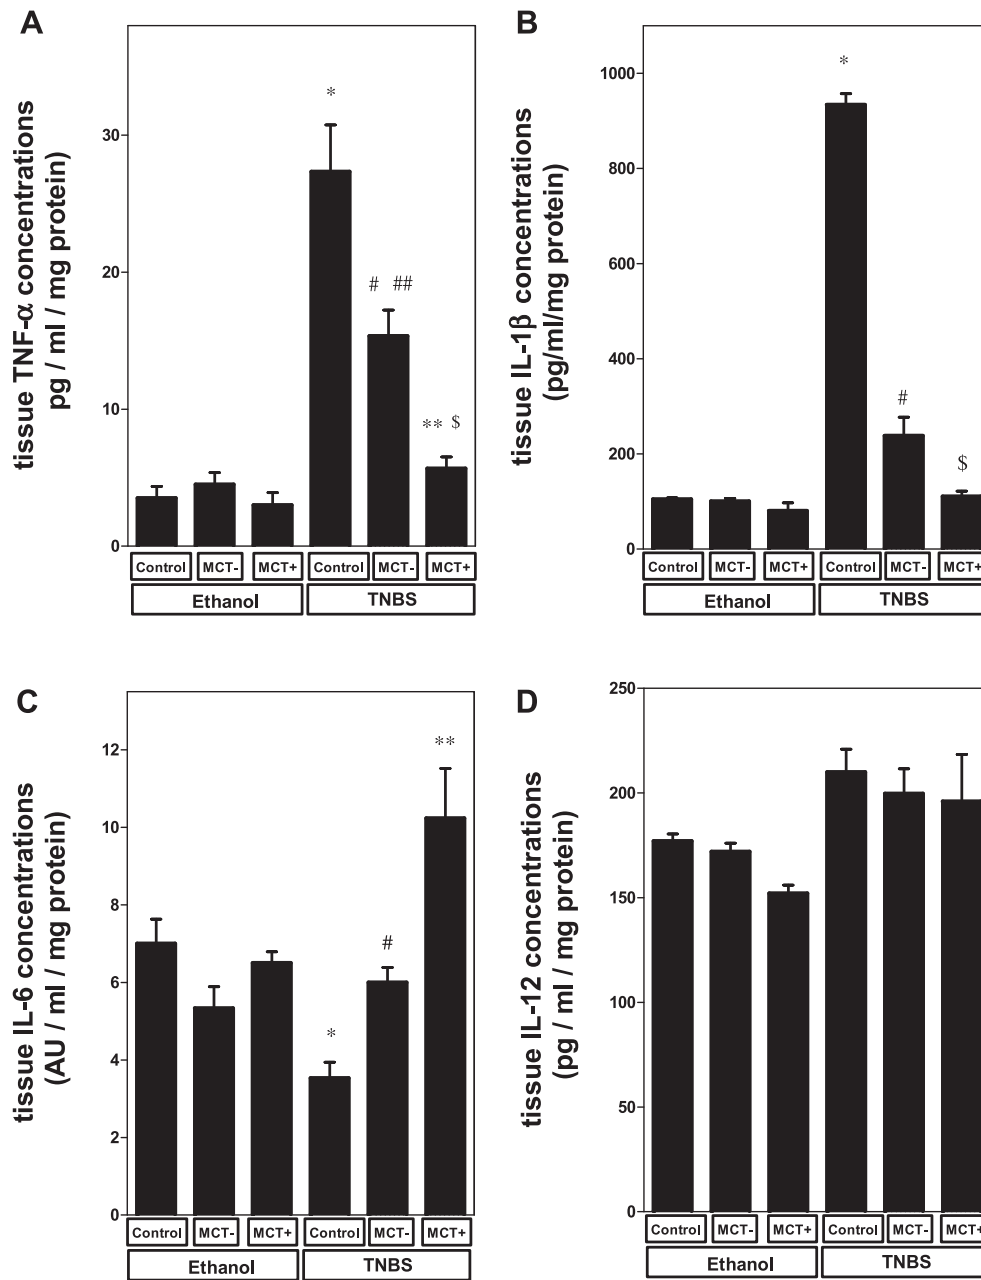 A
tissue TNF-α concentrations
pg / ml / mg protein)
30
20
10
0
*
# ##
** $
Control MCT- MCT+ Control MCT- MCT+
Ethanol TNBS
B
tissue IL-1β concentrations
(pg/ml/mg protein)
1000
800
600
400
200
0
*
#
$
Control MCT- MCT+ Control MCT- MCT+
Ethanol TNBS
C
tissue IL-6 concentrations
(AU / ml / mg protein)
12
10
8
6
4
2
0
*
#
**
Control MCT- MCT+ Control MCT- MCT+
Ethanol TNBS
D
tissue IL-12 concentrations
(pg / ml / mg protein)
250
200
150
100
50
0
Control MCT- MCT+ Control MCT- MCT+
Ethanol TNBS